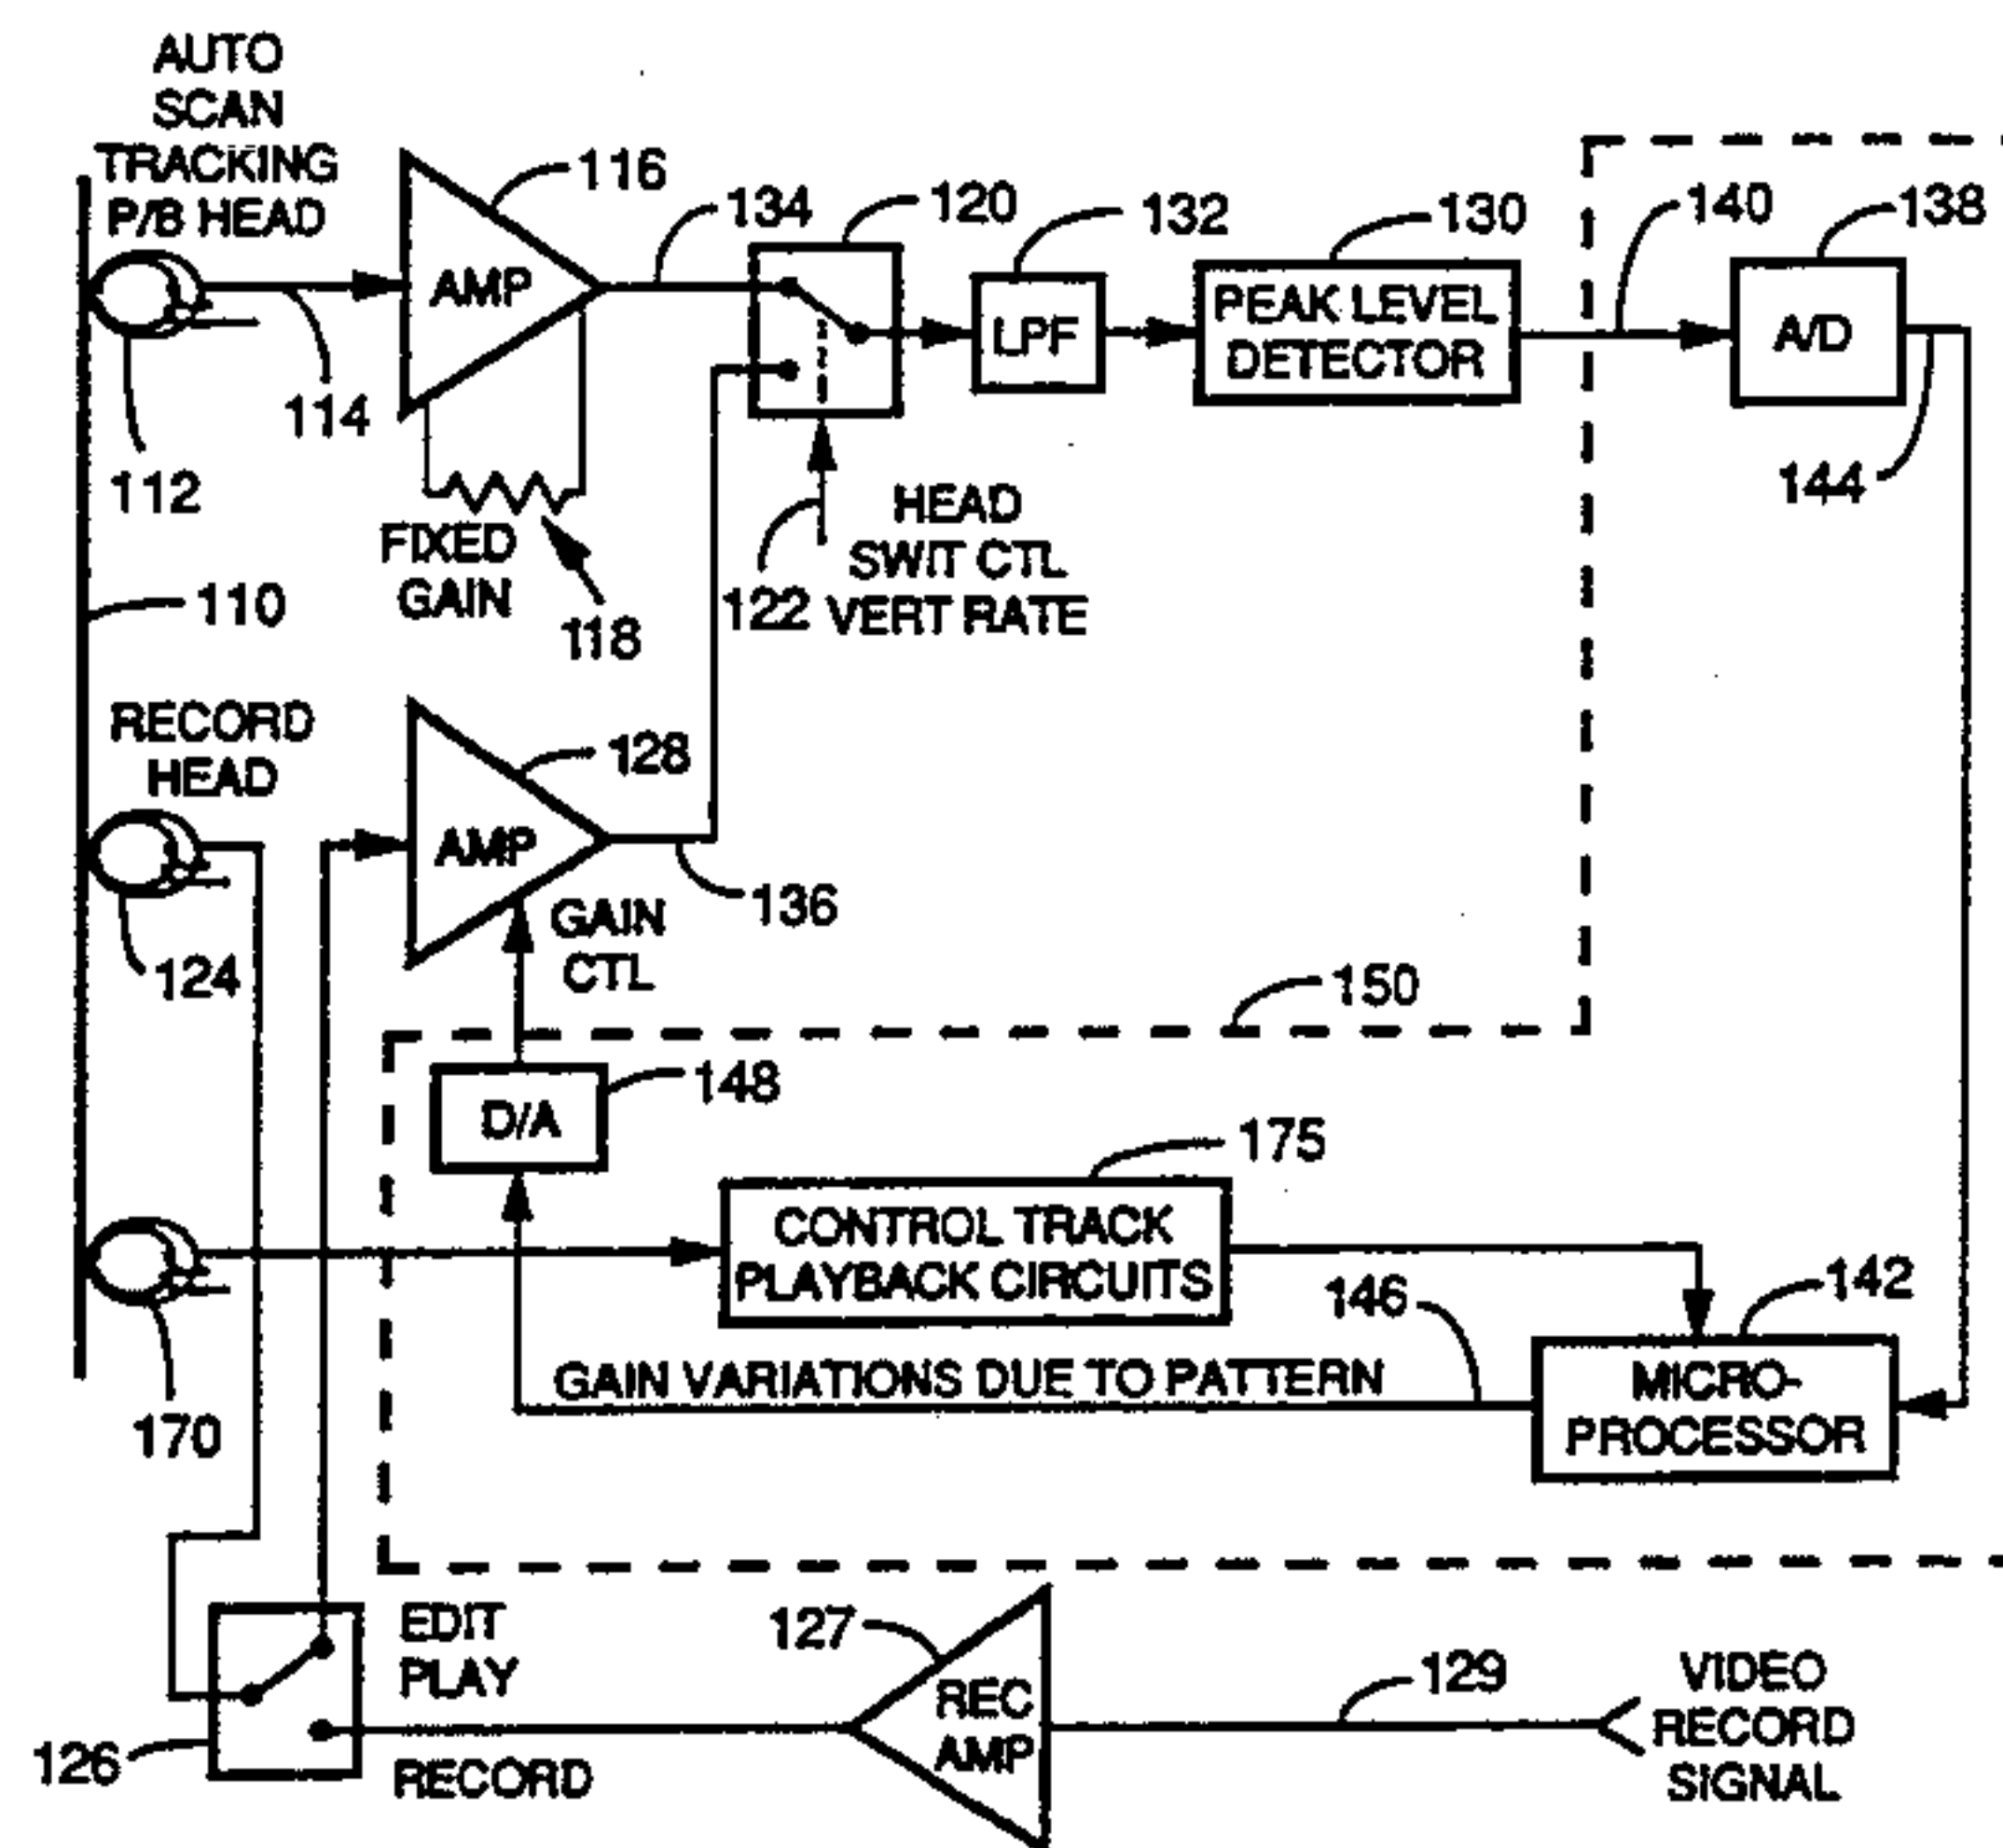 AUTO
SCAN
TRACKING
P/B HEAD
116
134
120
132
130
140
138
AMP
LPF
PEAK LEVEL
DETECTOR
A/D
114
112
144
FIXED
GAIN
HEAD
SWIT CTL
VERT RATE
122
110
118
RECORD
HEAD
128
AMP
136
GAIN
CTL
124
150
148
D/A
175
CONTROL TRACK
PLAYBACK CIRCUITS
146
142
GAIN VARIATIONS DUE TO PATTERN
MICRO-
PROCESSOR
170
EDIT
PLAY
127
REC
AMP
129
VIDEO
RECORD
SIGNAL
126
RECORD